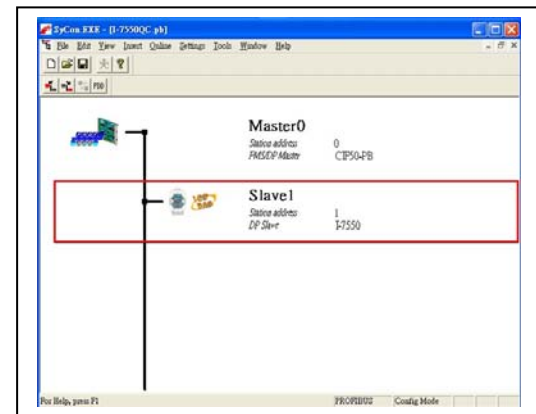 SyCon.EXE - [I-7550QC.pb]
File Edit View Insert Online Settings Tools Window Help
Master0
Station address 0
FMS/DP Master CIF50-PB
Slave1
Station address 1
DP Slave I-7550
For Help, press F1 PROFIBUS Config Mode